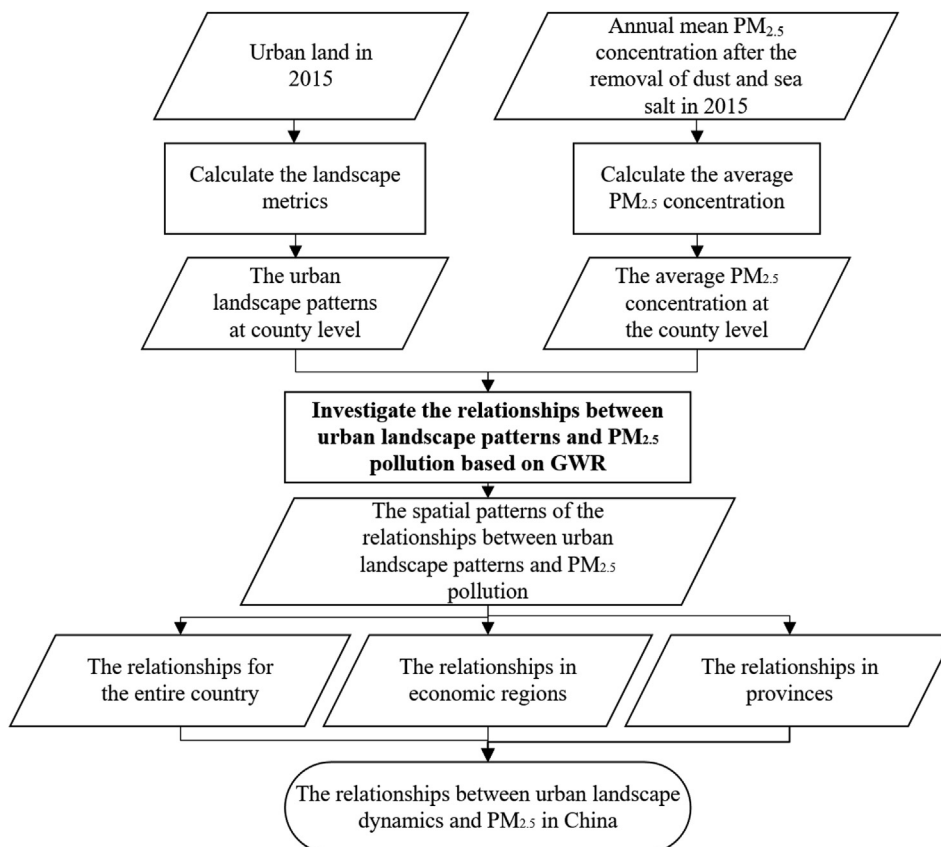 Urban land in
2015
Annual mean PM2.5
concentration after the
removal of dust and sea
salt in 2015
Calculate the landscape
metrics
Calculate the average
PM2.5 concentration
The urban
landscape patterns
at county level
The average PM2.5
concentration at
the county level
Investigate the relationships between
urban landscape patterns and PM2.5
pollution based on GWR
The spatial patterns of the
relationships between urban
landscape patterns and PM2.5
pollution
The relationships for
the entire country
The relationships in
economic regions
The relationships in
provinces
The relationships between urban landscape
dynamics and PM2.5 in China